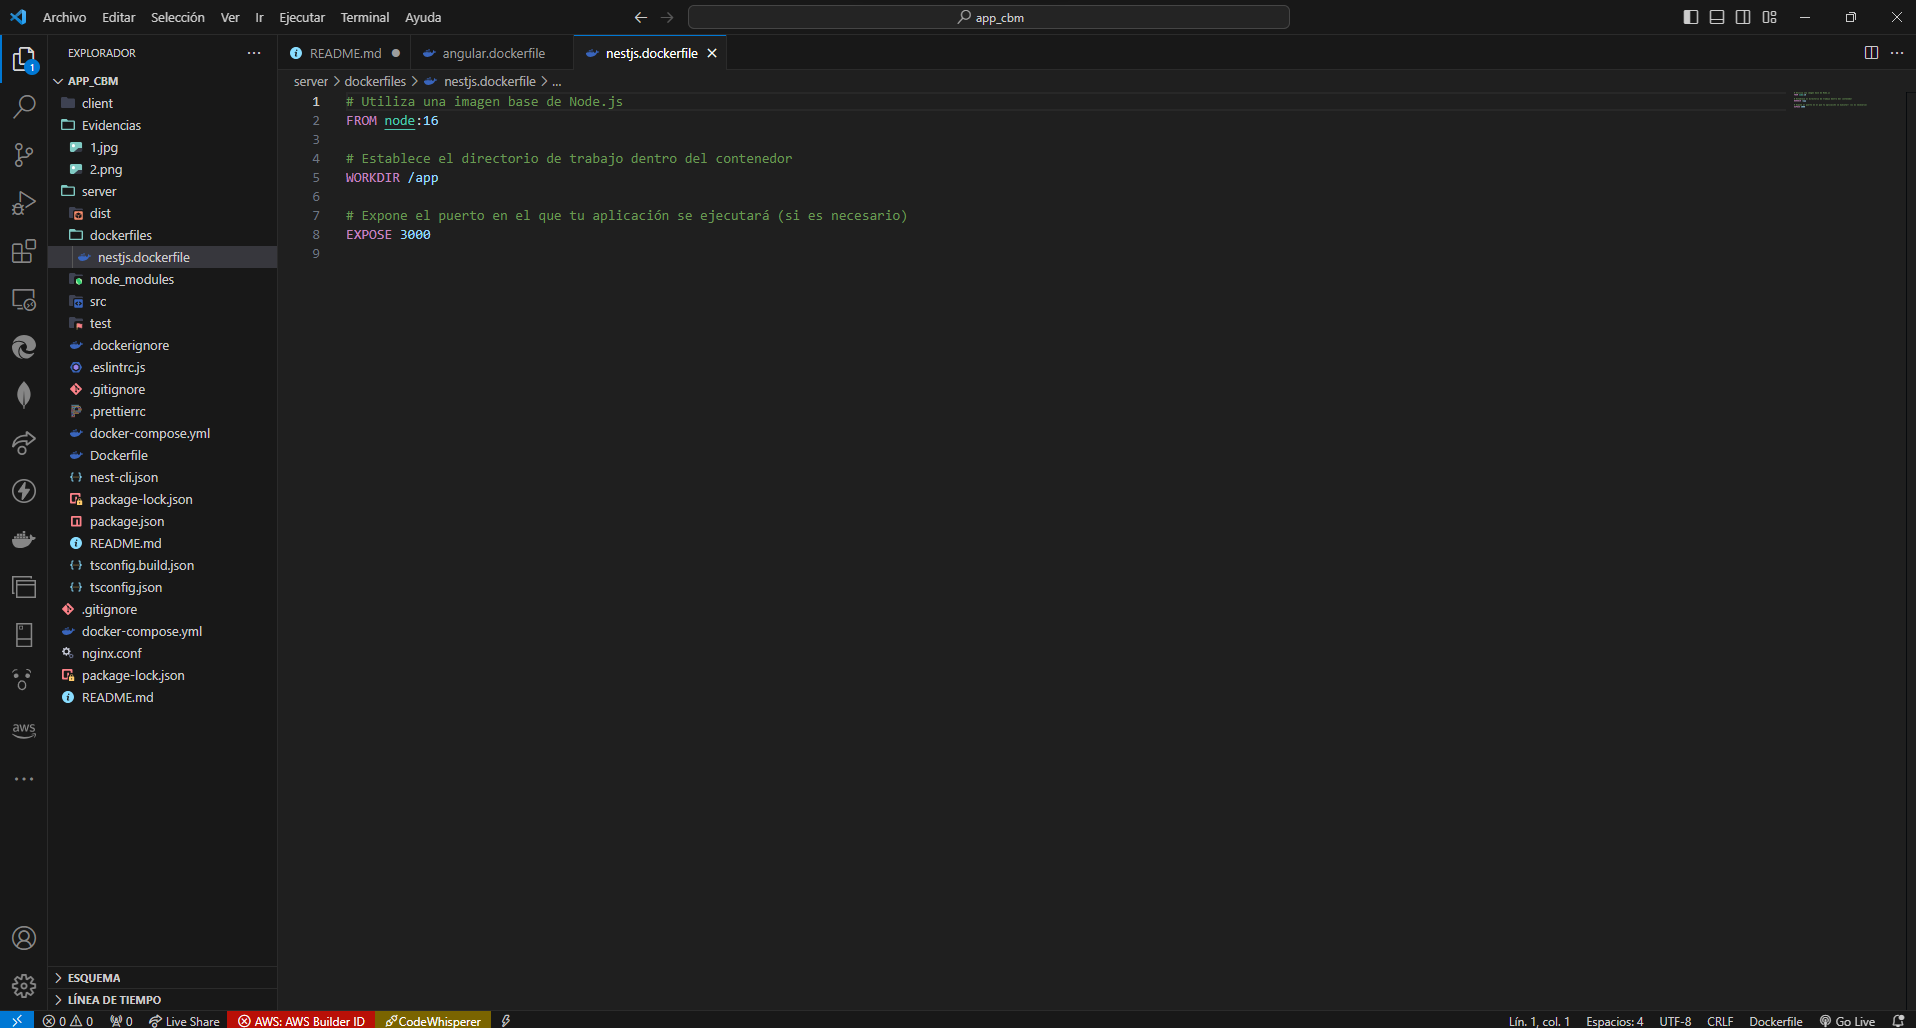 Archivo Editar Selección Ver Ir Ejecutar Terminal Ayuda
app_cbm
EXPLORADOR
README.md
angular.dockerfile
nestjs.dockerfile
1
APP_CBM
server > dockerfiles > nestjs.dockerfile > ...
client
Evidencias
1.jpg
2.png
server
dist
dockerfiles
nestjs.dockerfile
node_modules
src
test
.dockerignore
.eslintrc.js
.gitignore
.prettierrc
docker-compose.yml
Dockerfile
nest-cli.json
package-lock.json
package.json
README.md
tsconfig.build.json
tsconfig.json
.gitignore
docker-compose.yml
nginx.conf
package-lock.json
README.md
aws
1 # Utiliza una imagen base de Node.js
2 FROM node:16
3
4 # Establece el directorio de trabajo dentro del contenedor
5 WORKDIR /app
6
7 # Expone el puerto en el que tu aplicación se ejecutará (si es necesario)
8 EXPOSE 3000
9
ESQUEMA
LÍNEA DE TIEMPO
0 0 0 Live Share AWS: AWS Builder ID CodeWhisperer Lín. 1, col. 1 Espacios: 4 UTF-8 CRLF Dockerfile Go Live